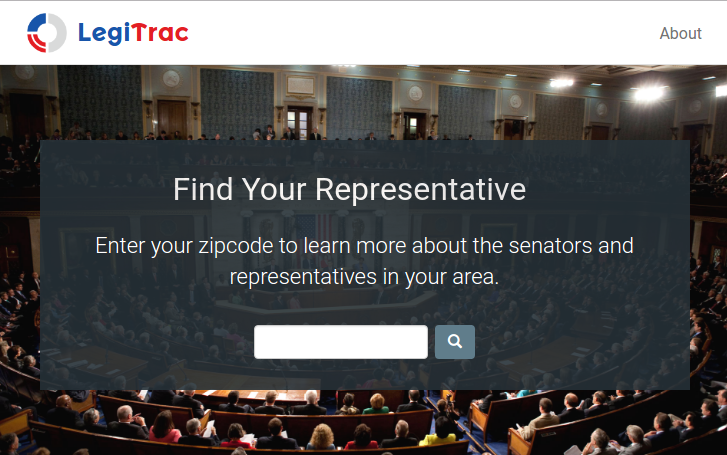 LegiTrac
About
Find Your Representative
Enter your zipcode to learn more about the senators and
representatives in your area.